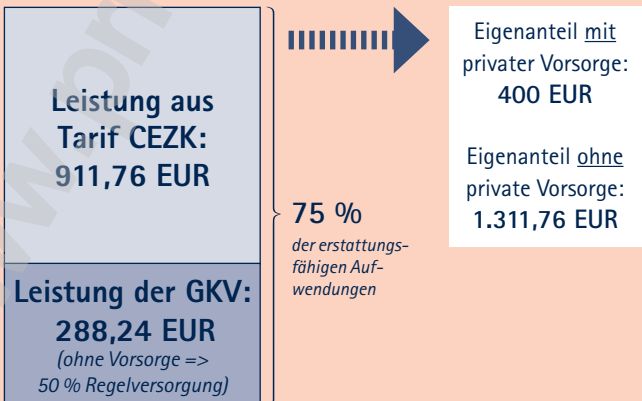 Leistung aus
Tarif CEZK:
911,76 EUR
Leistung der GKV:
288,24 EUR
(ohne Vorsorge =>
50 % Regelversorgung)
75 %
der erstattungs-
fähigen Auf-
wendungen
Eigenanteil mit
privater Vorsorge:
400 EUR
Eigenanteil ohne
private Vorsorge:
1.311,76 EUR